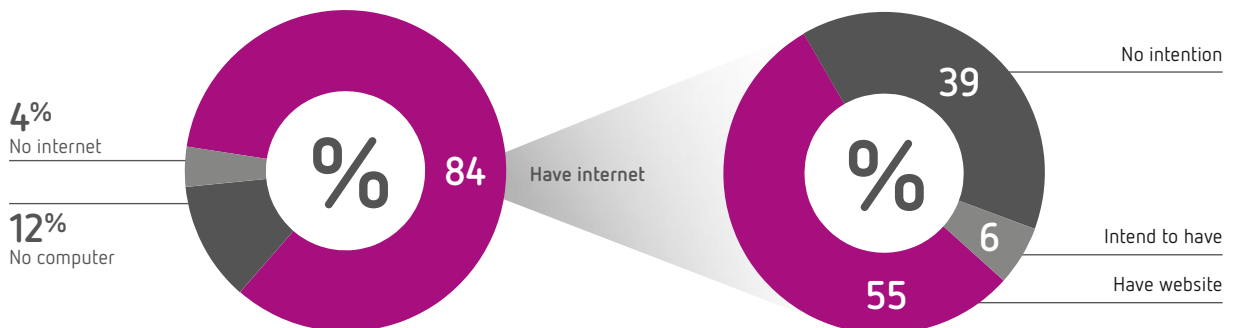 4%
No internet
12%
No computer
%
84
Have internet
%
39
6
55
No intention
Intend to have
Have website